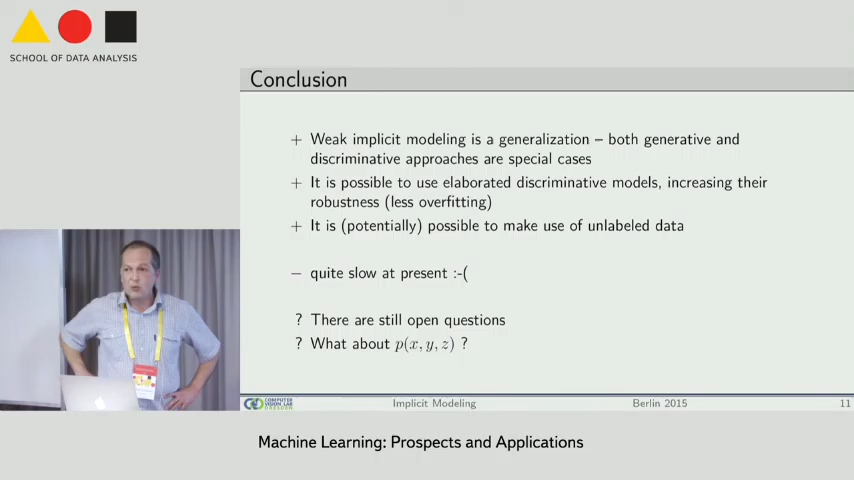 SCHOOL OF DATA ANALYSIS
Conclusion
+ Weak implicit modeling is a generalization – both generative and
discriminative approaches are special cases
+ It is possible to use elaborated discriminative models, increasing their
robustness (less overfitting)
+ It is (potentially) possible to make use of unlabeled data
− quite slow at present :-(
? There are still open questions
? What about p(x, y, z) ?
COMPUTER
VISION LAB
DRESDEN
Implicit Modeling
Berlin 2015
11
Machine Learning: Prospects and Applications